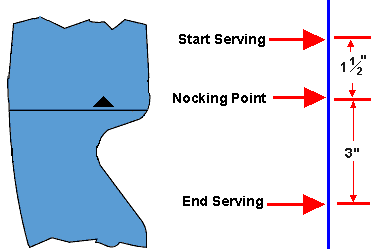 Start Serving
1 1/2"
Nocking Point
3"
End Serving